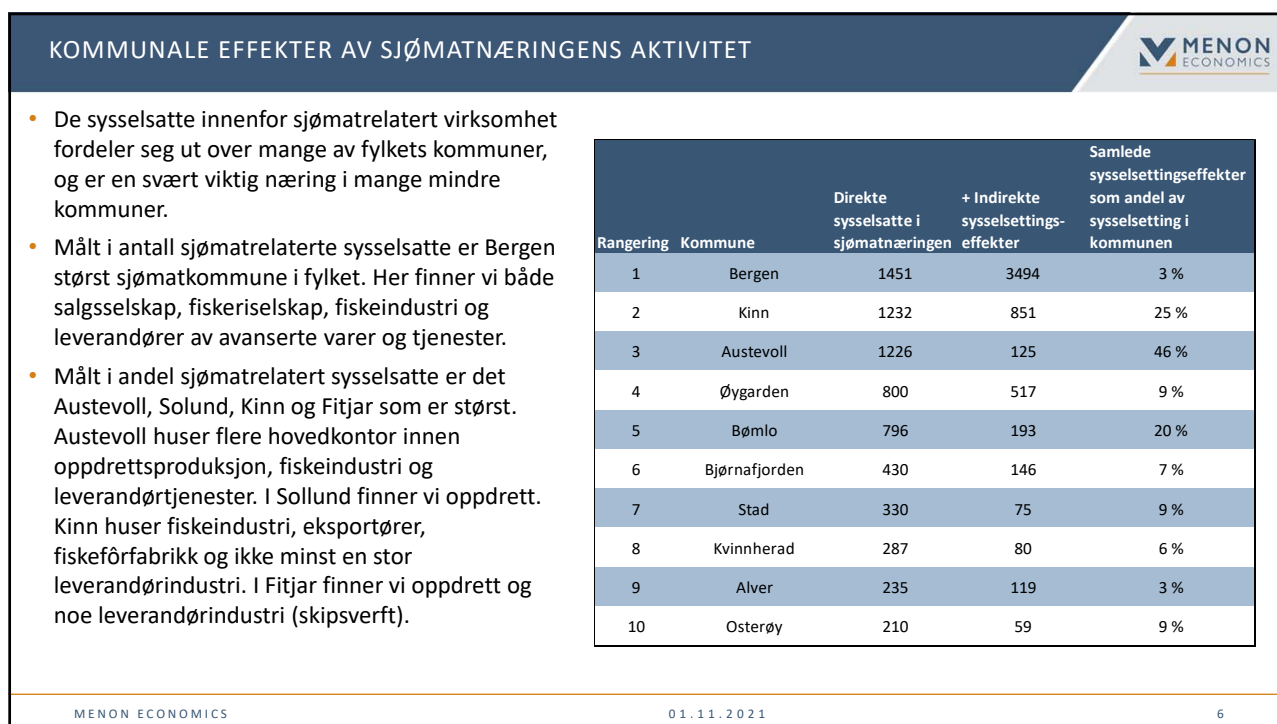 KOMMUNALE EFFEKTER AV SJØMATNÆRINGENS AKTIVITET
MENON
ECONOMICS
• De sysselsatte innenfor sjømatrelatert virksomhet
fordeler seg ut over mange av fylkets kommuner,
og er en svært viktig næring i mange mindre
kommuner.
• Målt i antall sjømatrelaterte sysselsatte er Bergen
størst sjømatkommune i fylket. Her finner vi både
salgsselskap, fiskeriselskap, fiskeindustri og
leverandører av avanserte varer og tjenester.
• Målt i andel sjømatrelatert sysselsatte er det
Austevoll, Solund, Kinn og Fitjar som er størst.
Austevoll huser flere hovedkontor innen
oppdrettsproduksjon, fiskeindustri og
leverandørtjenester. I Sollund finner vi oppdrett.
Kinn huser fiskeindustri, eksportører,
fiskefôrfabrikk og ikke minst en stor
leverandørindustri. I Fitjar finner vi oppdrett og
noe leverandørindustri (skipsverft).
Samlede
sysselsettingseffekter
Direkte + Indirekte som andel av
sysselsatte i sysselsettings- sysselsetting i
Rangering Kommune sjømatnæringen effekter kommunen
1 Bergen 1451 3494 3 %
2 Kinn 1232 851 25 %
3 Austevoll 1226 125 46 %
4 Øygarden 800 517 9 %
5 Bømlo 796 193 20 %
6 Bjørnafjorden 430 146 7 %
7 Stad 330 75 9 %
8 Kvinnherad 287 80 6 %
9 Alver 235 119 3 %
10 Osterøy 210 59 9 %
MENON ECONOMICS 01.11.2021 6